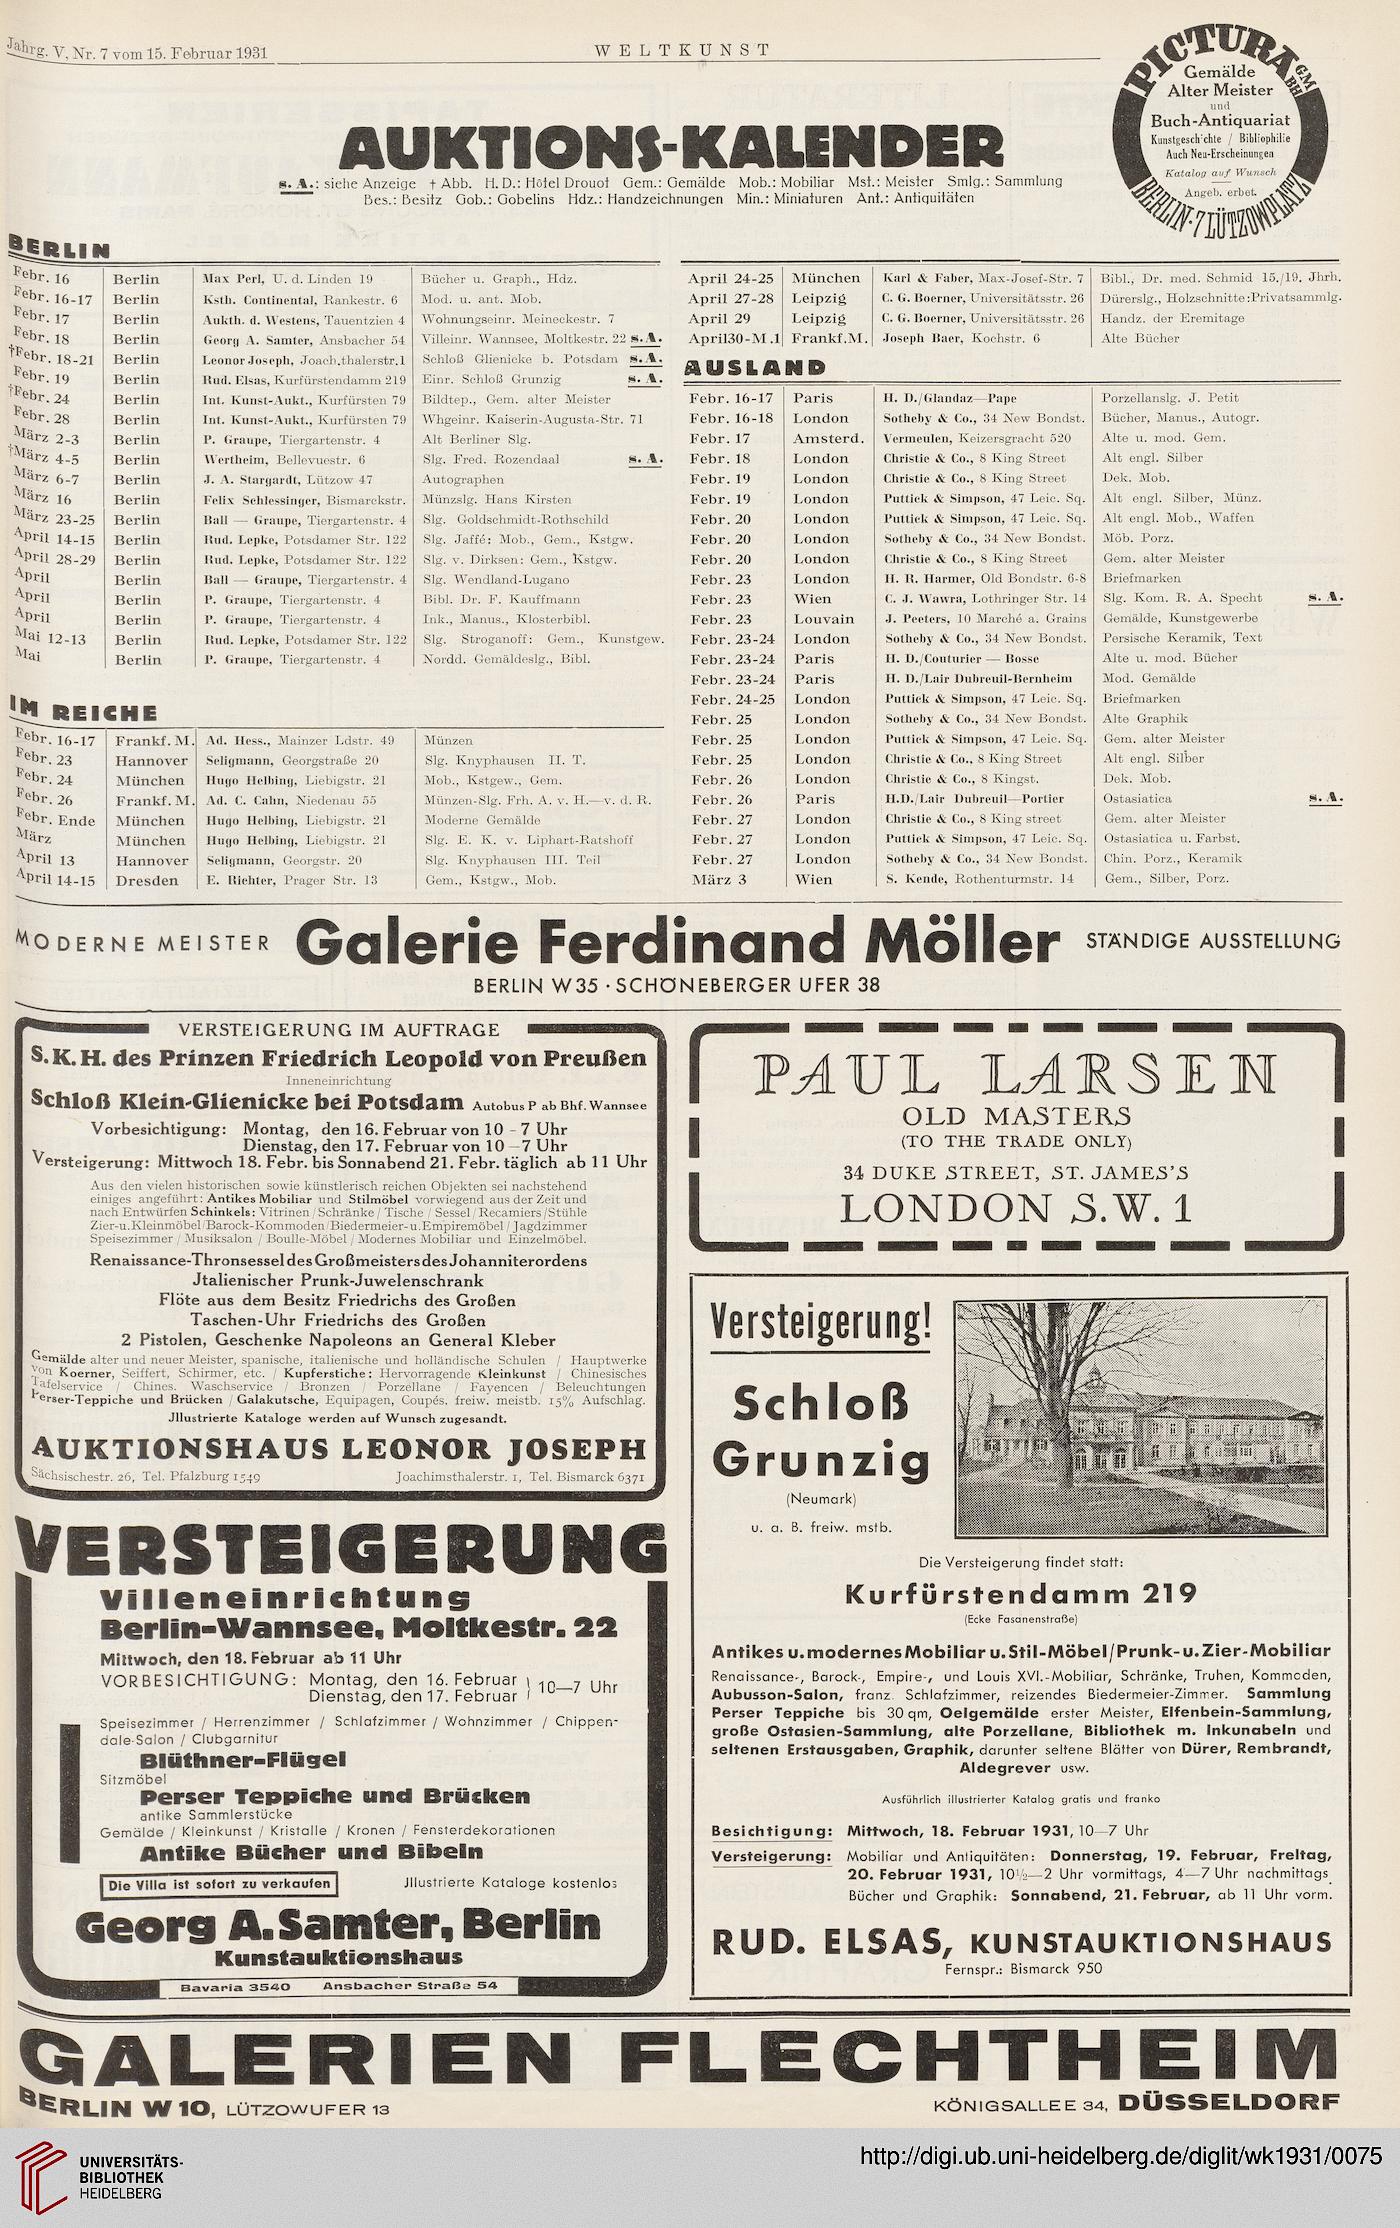 Jahrg. V, Nr. 7 vom 15. Februar 1931
WELTKUNST
PICTURA GMBH
Gemälde
Alter Meister
und
Buch-Antiquariat
Kunstgeschichte / Bibliophilie
Auch Neu-Erscheinungen
Katalog auf Wunsch
Angeb. erbet.
BERLIN·7 LÜTZOWPLATZ
AUKTIONS-KALENDER
s. A.: siehe Anzeige † Abb. H. D.: Hôtel Drouot Gem.: Gemälde Mob.: Mobiliar Mst.: Meister Smlg.: Sammlung
Bes.: Besitz Gob.: Gobelins Hdz.: Handzeichnungen Min.: Miniaturen Ant.: Antiquitäten
BERLIN
Febr. 16 Berlin Max Perl, U. d. Linden 19 Bücher u. Graph., Hdz.
Febr. 16-17 Berlin Ksth. Continental, Rankestr. 6 Mod. u. ant. Mob.
Febr. 17 Berlin Aukth. d. Westens, Tauentzien 4 Wohnungseinr. Meineckestr. 7
Febr. 18 Berlin Georg A. Samter, Ansbacher 54 Villeinr. Wannsee, Moltkestr. 22 s. A.
†Febr. 18-21 Berlin Leonor Joseph, Joach.thalerstr. 1 Schloß Glienicke b. Potsdam s. A.
Febr. 19 Berlin Rud. Elsas, Kurfürstendamm 219 Einr. Schloß Grunzig s. A.
†Febr. 24 Berlin Int. Kunst-Aukt., Kurfürsten 79 Bildtep., Gem. alter Meister
Febr. 28 Berlin Int. Kunst-Aukt., Kurfürsten 79 Whgeinr. Kaiserin-Augusta-Str. 71
März 2-3 Berlin P. Graupe, Tiergartenstr. 4 Alt Berliner Slg.
†März 4-5 Berlin Wertheim, Bellevuestr. 6 Slg. Fred. Rozendaal s. A.
März 6-7 Berlin J. A. Stargardt, Lützow 47 Autographen
März 16 Berlin Felix Schlessinger, Bismarckstr. Münzslg. Hans Kirsten
März 23-25 Berlin Ball — Graupe, Tiergartenstr. 4 Slg. Goldschmidt-Rothschild
April 14-15 Berlin Rud. Lepke, Potsdamer Str. 122 Slg. Jaffé: Mob., Gem., Kstgw.
April 28-29 Berlin Rud. Lepke, Potsdamer Str. 122 Slg. v. Dirksen: Gem., Kstgw.
April Berlin Ball — Graupe, Tiergartenstr. 4 Slg. Wendland-Lugano
April Berlin P. Graupe, Tiergartenstr. 4 Bibl. Dr. F. Kauffmann
April Berlin P. Graupe, Tiergartenstr. 4 Ink., Manus., Klosterbibl.
Mai 12-13 Berlin Rud. Lepke, Potsdamer Str. 122 Slg. Stroganoff: Gem., Kunstgew.
Mai Berlin P. Graupe, Tiergartenstr. 4 Nordd. Gemäldeslg., Bibl.
IM REICHE
Febr. 16-17 Frankf. M. Ad. Hess., Mainzer Ldstr. 49 Münzen
Febr. 23 Hannover Seligmann, Georgstraße 20 Slg. Knyphausen II. T.
Febr. 24 München Hugo Helbing, Liebigstr. 21 Mob., Kstgew., Gem.
Febr. 26 Frankf. M. Ad. C. Cahn, Niedenau 55 Münzen-Slg. Frh. A. v. H.—v. d. R.
Febr. Ende München Hugo Helbing, Liebigstr. 21 Moderne Gemälde
März München Hugo Helbing, Liebigstr. 21 Slg. E. K. v. Liphart-Ratshoff
April 13 Hannover Seligmann, Georgstr. 20 Slg. Knyphausen III. Teil
April 14-15 Dresden E. Richter, Prager Str. 13 Gem., Kstgw., Mob.
April 24-25 München Karl & Faber, Max-Josef-Str. 7 Bibl., Dr. med. Schmid 15./19. Jhrh.
April 27-28 Leipzig C. G. Boerner, Universitätsstr. 26 Dürerslg., Holzschnitte:Privatsammlg.
April 29 Leipzig C. G. Boerner, Universitätsstr. 26 Handz. der Eremitage
April30-M.1 Frankf.M. Joseph Baer, Kochstr. 6 Alte Bücher
AUSLAND
Febr. 16-17 Paris H. D./Glandaz—Pape Porzellanslg. J. Petit
Febr. 16-18 London Sotheby & Co., 34 New Bondst. Bücher, Manus., Autogr.
Febr. 17 Amsterd. Vermeulen, Keizersgracht 520 Alte u. mod. Gem.
Febr. 18 London Christie & Co., 8 King Street Alt engl. Silber
Febr. 19 London Christie & Co., 8 King Street Dek. Mob.
Febr. 19 London Puttick & Simpson, 47 Leic. Sq. Alt engl. Silber, Münz.
Febr. 20 London Puttick & Simpson, 47 Leic. Sq. Alt engl. Mob., Waffen
Febr. 20 London Sotheby & Co., 34 New Bondst. Möb. Porz.
Febr. 20 London Christie & Co., 8 King Street Gem. alter Meister
Febr. 23 London H. R. Harmer, Old Bondstr. 6-8 Briefmarken
Febr. 23 Wien C. J. Wawra, Lothringer Str. 14 Slg. Kom. R. A. Specht s. A.
Febr. 23 Louvain J. Peeters, 10 Marché a. Grains Gemälde, Kunstgewerbe
Febr. 23-24 London Sotheby & Co., 34 New Bondst. Persische Keramik, Text
Febr. 23-24 Paris H. D./Couturier — Bosse Alte u. mod. Bücher
Febr. 23-24 Paris H. D./Lair Dubreuil-Bernheim Mod. Gemälde
Febr. 24-25 London Puttick & Simpson, 47 Leic. Sq. Briefmarken
Febr. 25 London Sotheby & Co., 34 New Bondst. Alte Graphik
Febr. 25 London Puttick & Simpson, 47 Leic. Sq. Gem. alter Meister
Febr. 25 London Christie & Co., 8 King Street Alt engl. Silber
Febr. 26 London Christie & Co., 8 Kingst. Dek. Mob.
Febr. 26 Paris H.D./Lair Dubreuil—Portier Ostasiatica s. A.
Febr. 27 London Christie & Co., 8 King street Gem. alter Meister
Febr. 27 London Puttick & Simpson, 47 Leic. Sq. Ostasiatica u. Farbst.
Febr. 27 London Sotheby & Co., 34 New Bondst. Chin. Porz., Keramik
März 3 Wien S. Kende, Rothenturmstr. 14 Gem., Silber, Porz.
MODERNE MEISTER Galerie Ferdinand Möller STÄNDIGE AUSSTELLUNG
BERLIN W35 · SCHÖNEBERGER UFER 38
VERSTEIGERUNG IM AUFTRAGE
S. K. H. des Prinzen Friedrich Leopold von Preußen
Inneneinrichtung
Schloß Klein-Glienicke bei Potsdam Autobus P ab Bhf. Wannsee
Vorbesichtigung: Montag, den 16. Februar von 10 - 7 Uhr
Dienstag, den 17. Februar von 10 — 7 Uhr
Versteigerung: Mittwoch 18. Febr. bis Sonnabend 21. Febr. täglich ab 11 Uhr
Aus den vielen historischen sowie künstlerisch reichen Objekten sei nachstehend
einiges angeführt: Antikes Mobiliar und Stilmöbel vorwiegend aus der Zeit und
nach Entwürfen Schinkels: Vitrinen / Schränke / Tische / Sessel / Recamiers / Stühle
Zier-u.Kleinmöbel/Barock-Kommoden/Biedermeier-u.Empiremöbel/Jagdzimmer
Speisezimmer / Musiksalon / Boulle-Möbel / Modernes Mobiliar und Einzelmöbel.
Renaissance-Thronsessel des Großmeisters des Johanniterordens
Jtalienischer Prunk-Juwelenschrank
Flöte aus dem Besitz Friedrichs des Großen
Taschen-Uhr Friedrichs des Großen
2 Pistolen, Geschenke Napoleons an General Kleber
Gemälde alter und neuer Meister, spanische, italienische und holländische Schulen / Hauptwerke
von Koerner, Seiffert, Schirmer, etc. / Kupferstiche: Hervorragende Kleinkunst / Chinesisches
Tafelservice / Chines. Waschservice / Bronzen / Porzellane / Fayencen / Beleuchtungen
Perser-Teppiche und Brücken / Galakutsche, Equipagen, Coupés. freiw. meistb. 15% Aufschlag.
Jllustrierte Kataloge werden auf Wunsch zugesandt.
AUKTIONSHAUS LEONOR JOSEPH
Sächsischestr. 26, Tel. Pfalzburg 1549 Joachimsthalerstr. 1, Tel. Bismarck 6371
PAUL LARSEN
OLD MASTERS
(TO THE TRADE ONLY)
34 DUKE STREET, ST. JAMES'S
LONDON S.W. 1
VERSTEIGERUNG
Villeneinrichtung
Berlin-Wannsee, Moltkestr. 22
Mittwoch, den 18. Februar ab 11 Uhr
VORBESICHTIGUNG: Montag, den 16. Februar
Dienstag, den 17. Februar } 10—7 Uhr
Speisezimmer / Herrenzimmer / Schlafzimmer / Wohnzimmer / Chippen-
dale-Salon / Clubgarnitur
Blüthner-Flügel
Sitzmöbel
Perser Teppiche und Brücken
antike Sammlerstücke
Gemälde / Kleinkunst / Kristalle / Kronen / Fensterdekorationen
Antike Bücher und Bibeln
Die Villa ist sofort zu verkaufen Jllustrierte Kataloge kostenlos
Georg A. Samter, Berlin
Kunstauktionshaus
Bavaria 3540 Ansbacher Straße 54
Versteigerung!
Schloß
Grunzig
(Neumark)
u. a. B. freiw. mstb.
Die Versteigerung findet statt:
Kurfürstendamm 219
(Ecke Fasanenstraße)
Antikes u. modernes Mobiliar u. Stil-Möbel/Prunk- u. Zier-Mobiliar
Renaissance-, Barock-, Empire-, und Louis XVI.-Mobiliar, Schränke, Truhen, Kommoden,
Aubusson-Salon, franz. Schlafzimmer, reizendes Biedermeier-Zimmer. Sammlung
Perser Teppiche bis 30 qm, Oelgemälde erster Meister, Elfenbein-Sammlung,
große Ostasien-Sammlung, alte Porzellane, Bibliothek m. Inkunabeln und
seltenen Erstausgaben, Graphik, darunter seltene Blätter von Dürer, Rembrandt,
Aldegrever usw.
Ausführlich illustrierter Katalog gratis und franko
Besichtigung: Mittwoch, 18. Februar 1931, 10—7 Uhr
Versteigerung: Mobiliar und Antiquitäten: Donnerstag, 19. Februar, Freitag,
20. Februar 1931, 10½—2 Uhr vormittags, 4—7 Uhr nachmittags.
Bücher und Graphik: Sonnabend, 21. Februar, ab 11 Uhr vorm.
RUD. ELSAS, KUNSTAUKTIONSHAUS
Fernspr.: Bismarck 950
GALERIEN FLECHTHEIM
BERLIN W 10, LÜTZOWUFER 13 KÖNIGSALLEE 34, DÜSSELDORF
UNIVERSITÄTS-
BIBLIOTHEK
HEIDELBERG
http://digi.ub.uni-heidelberg.de/diglit/wk1931/0075